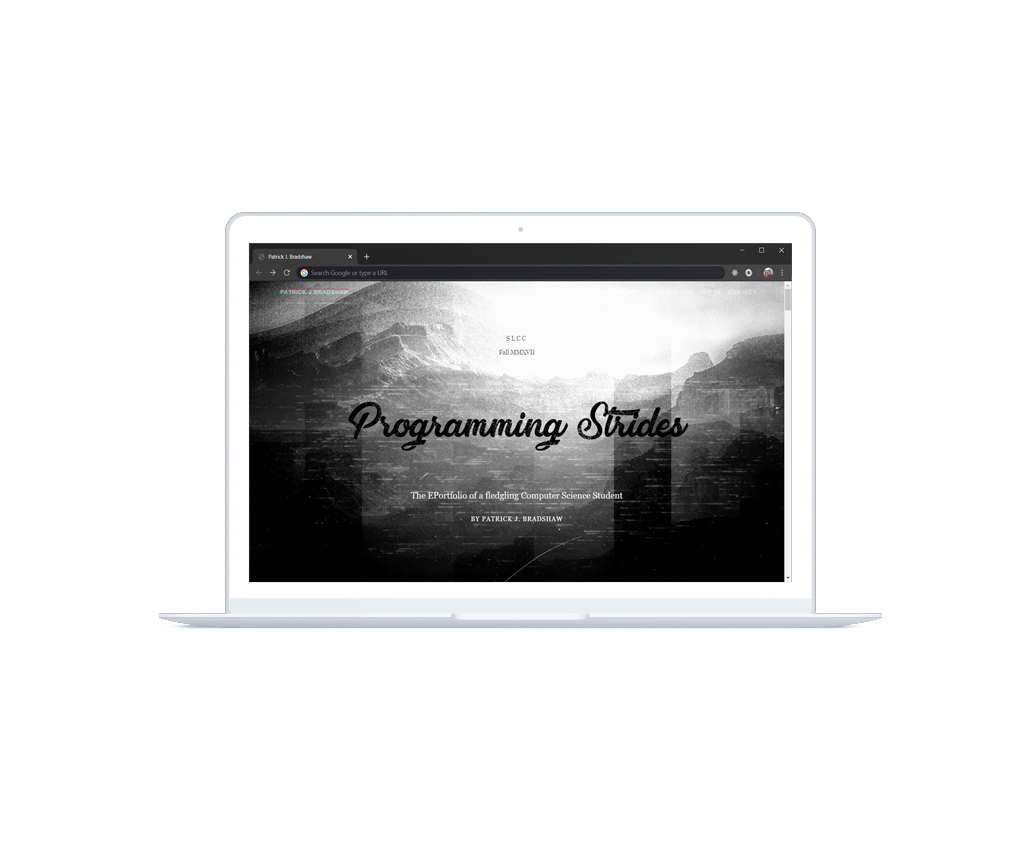 Patrick J. Bradshaw
Search Google or type a URL
PATRICK J.BRADSHAW
CONTACT
SLCC
Fall MMXVII
Programming Strides
The EPortfolio of a fledgling Computer Science Student
BY PATRICK J. BRADSHAW